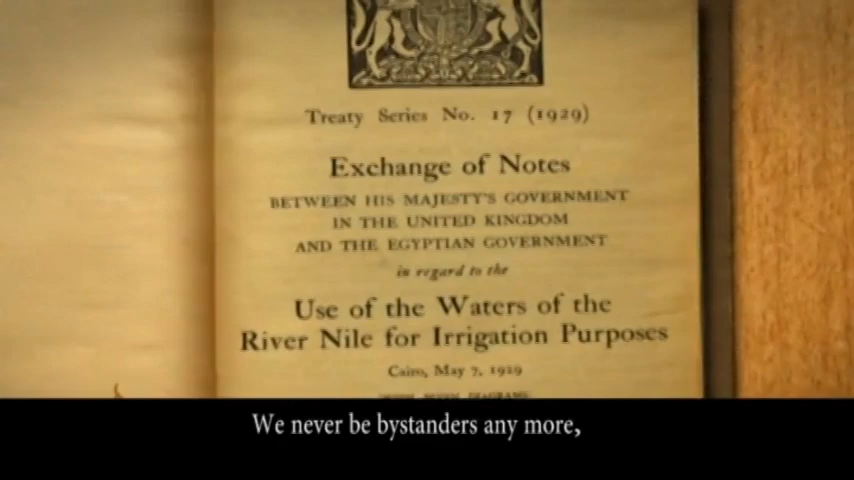 Treaty Series No. 17 (1929)
Exchange of Notes
BETWEEN HIS MAJESTY'S GOVERNMENT
IN THE UNITED KINGDOM
AND THE EGYPTIAN GOVERNMENT
in regard to the
Use of the Waters of the
River Nile for Irrigation Purposes
Cairo, May 7, 1929
DIAGRAMS
We never be bystanders any more,